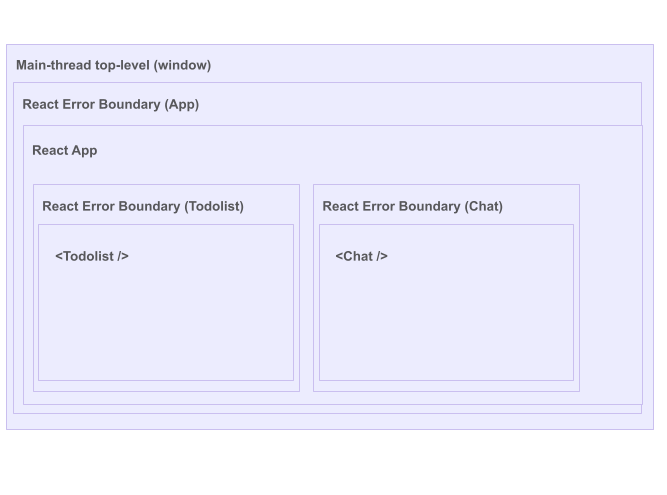 Main-thread top-level (window)
React Error Boundary (App)
React App
React Error Boundary (Todolist)
React Error Boundary (Chat)
<Todolist />
<Chat />